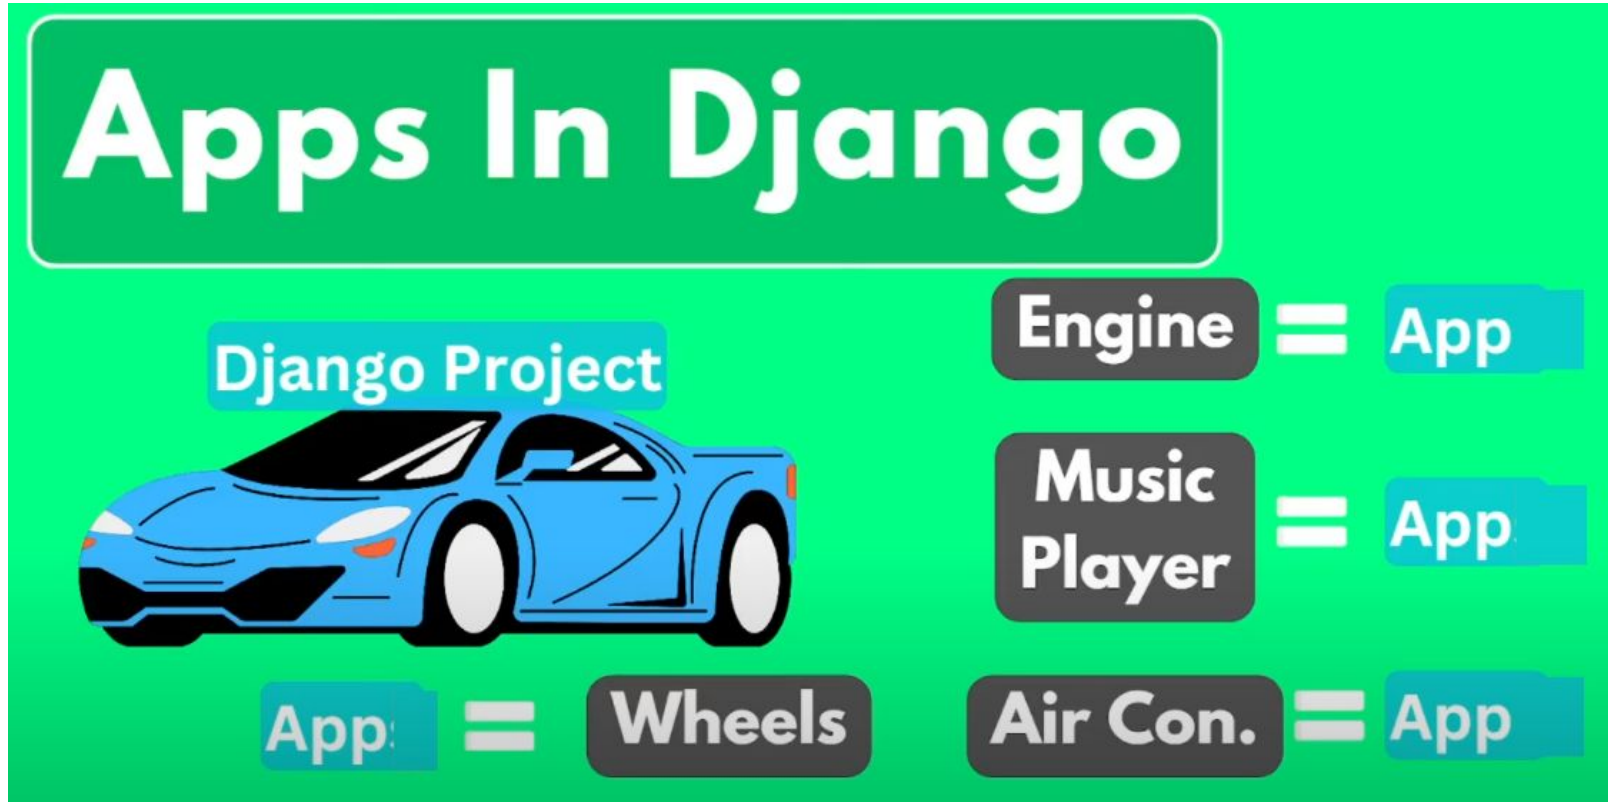 Apps In Django
Django Project
Engine = App
Music
Player = App
App = Wheels
Air Con. = App